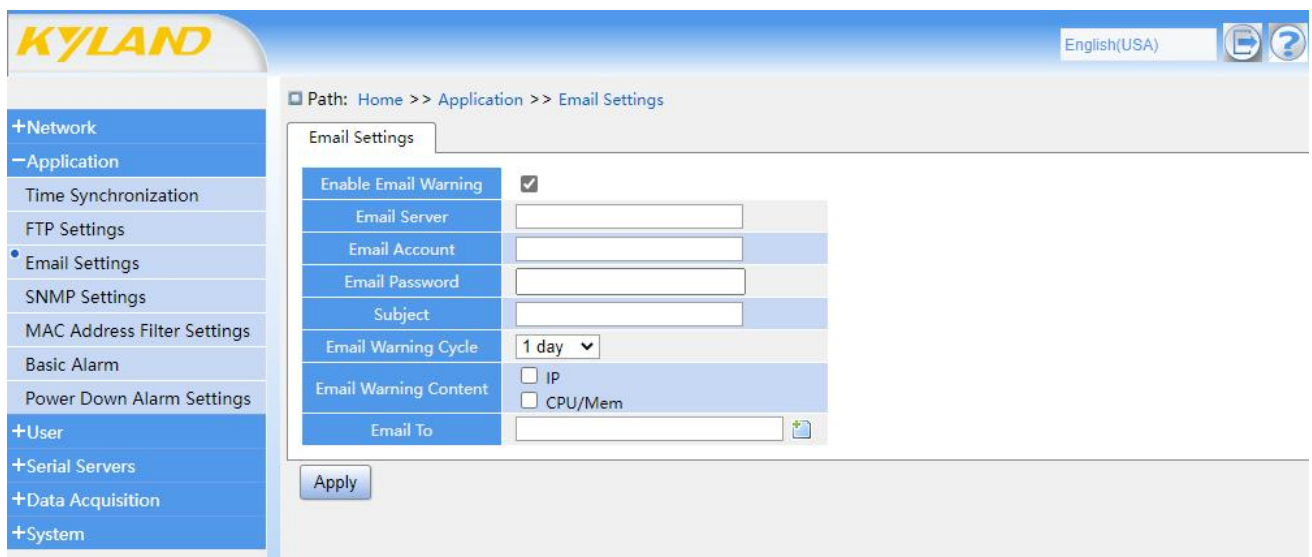 KYLAND
English(USA)
Path: Home >> Application >> Email Settings
+Network
−Application
Time Synchronization
FTP Settings
Email Settings
SNMP Settings
MAC Address Filter Settings
Basic Alarm
Power Down Alarm Settings
+User
+Serial Servers
+Data Acquisition
+System
Email Settings
Enable Email Warning
Email Server
Email Account
Email Password
Subject
Email Warning Cycle 1 day
Email Warning Content IP
CPU/Mem
Email To
Apply